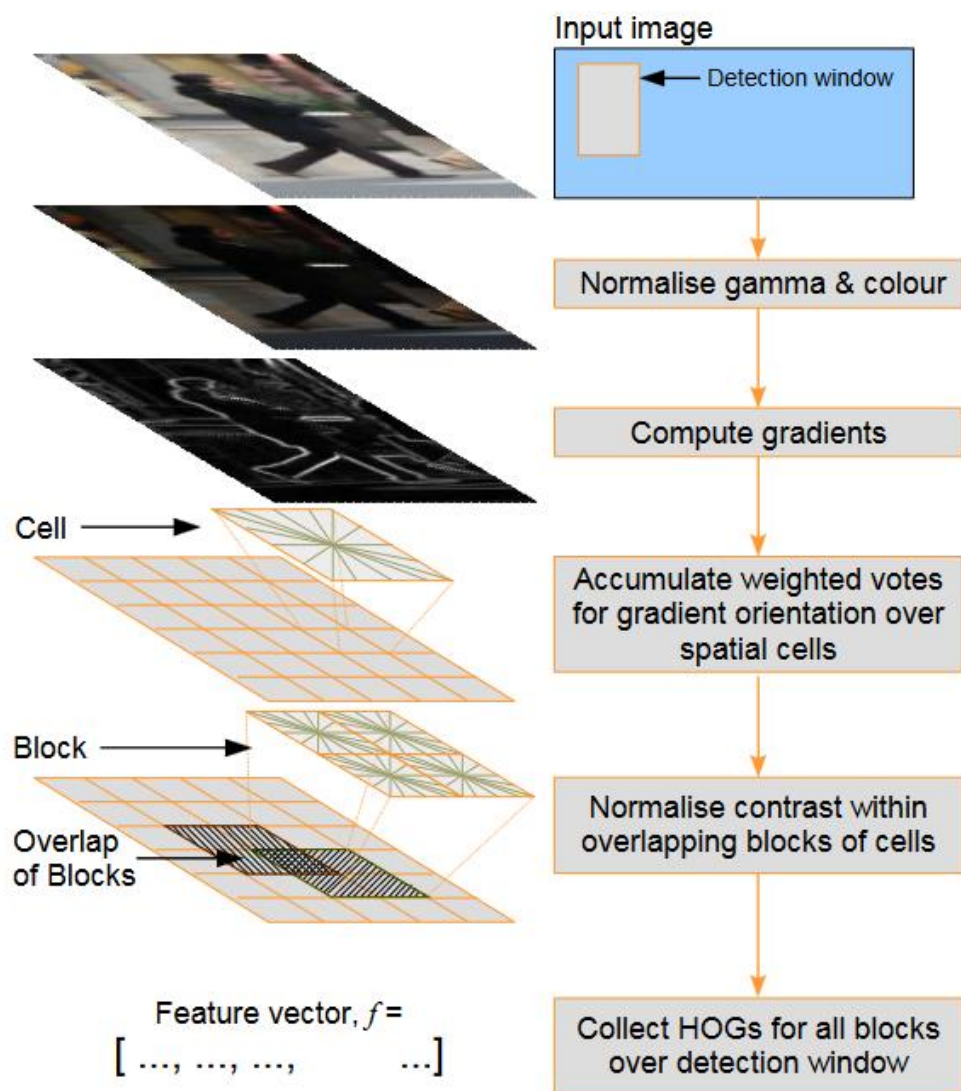 Input image
Detection window
Normalise gamma & colour
Compute gradients
Cell
Accumulate weighted votes
for gradient orientation over
spatial cells
Block
Normalise contrast within
overlapping blocks of cells
Overlap
of Blocks
Feature vector, f =
[ ..., ..., ..., ...]
Collect HOGs for all blocks
over detection window